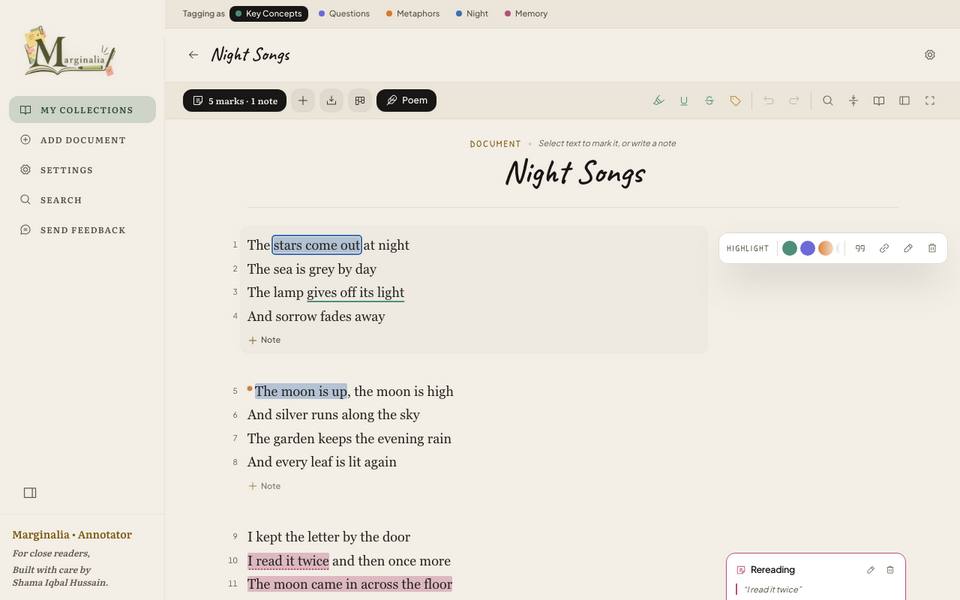 Marginalia
MY COLLECTIONS
ADD DOCUMENT
SETTINGS
SEARCH
SEND FEEDBACK
Marginalia • Annotator
For close readers,
Built with care by
Shama Iqbal Hussain.
Tagging as Key Concepts Questions Metaphors Night Memory
Night Songs
5 marks · 1 note Poem
DOCUMENT • Select text to mark it, or write a note
Night Songs
1 The stars come out at night
2 The sea is grey by day
3 The lamp gives off its light
4 And sorrow fades away
+ Note
HIGHLIGHT
5 The moon is up, the moon is high
6 And silver runs along the sky
7 The garden keeps the evening rain
8 And every leaf is lit again
+ Note
9 I kept the letter by the door
10 I read it twice and then once more
11 The moon came in across the floor
Rereading
“I read it twice”